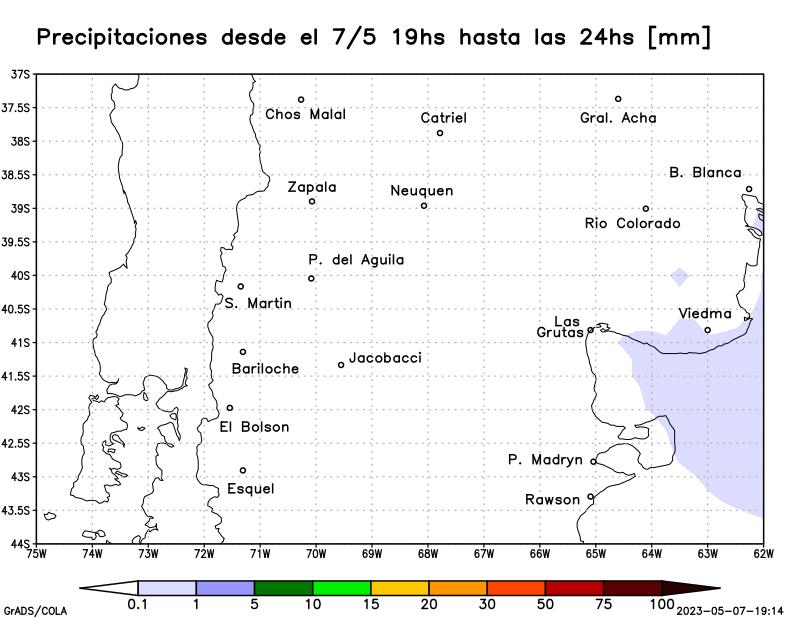 Precipitaciones desde el 7/5 19hs hasta las 24hs [mm]
37S
37.5S
38S
38.5S
39S
39.5S
40S
40.5S
41S
41.5S
42S
42.5S
43S
43.5S
44S
Chos Malal
Catriel
Gral. Acha
B. Blanca
Zapala
Neuquen
Rio Colorado
P. del Aguila
S. Martin
Viedma
Las
Grutas
Bariloche
Jacobacci
El Bolson
P. Madryn
Esquel
Rawson
75W 74W 73W 72W 71W 70W 69W 68W 67W 66W 65W 64W 63W 62W
0.1 1 5 10 15 20 30 50 75 100
GrADS/COLA
2023-05-07-19:14